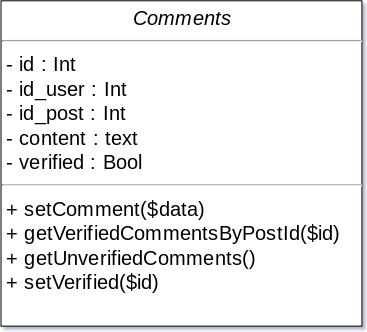 Comments
- id : Int
- id_user : Int
- id_post : Int
- content : text
- verified : Bool
+ setComment($data)
+ getVerifiedCommentsByPostId($id)
+ getUnverifiedComments()
+ setVerified($id)